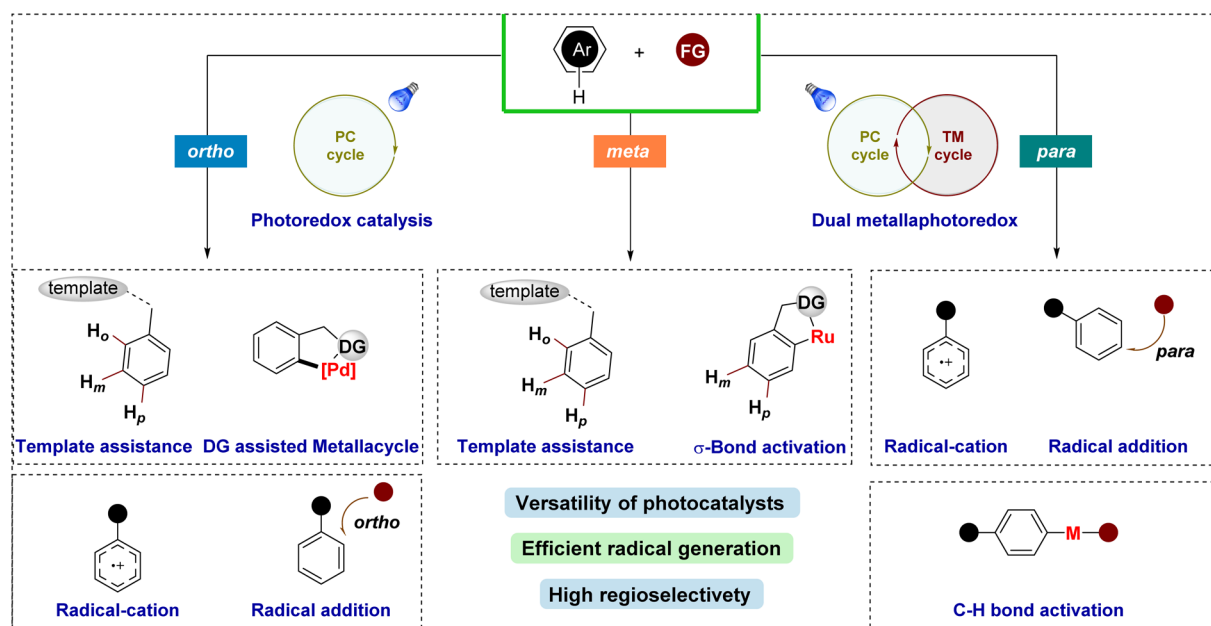 Ar
+
FG
H
PC
cycle
PC
cycle
TM
cycle
ortho
meta
para
Photoredox catalysis
Dual metallaphotoredox
template
Ho
Hm
Hp
DG
[Pd]
Template assistance
DG assisted Metallacycle
template
Ho
Hm
Hp
DG
Ru
Hm
Hp
Template assistance
σ-Bond activation
•+
para
Radical-cation
Radical addition
•+
ortho
Radical-cation
Radical addition
Versatility of photocatalysts
Efficient radical generation
High regioselectivety
M
C-H bond activation